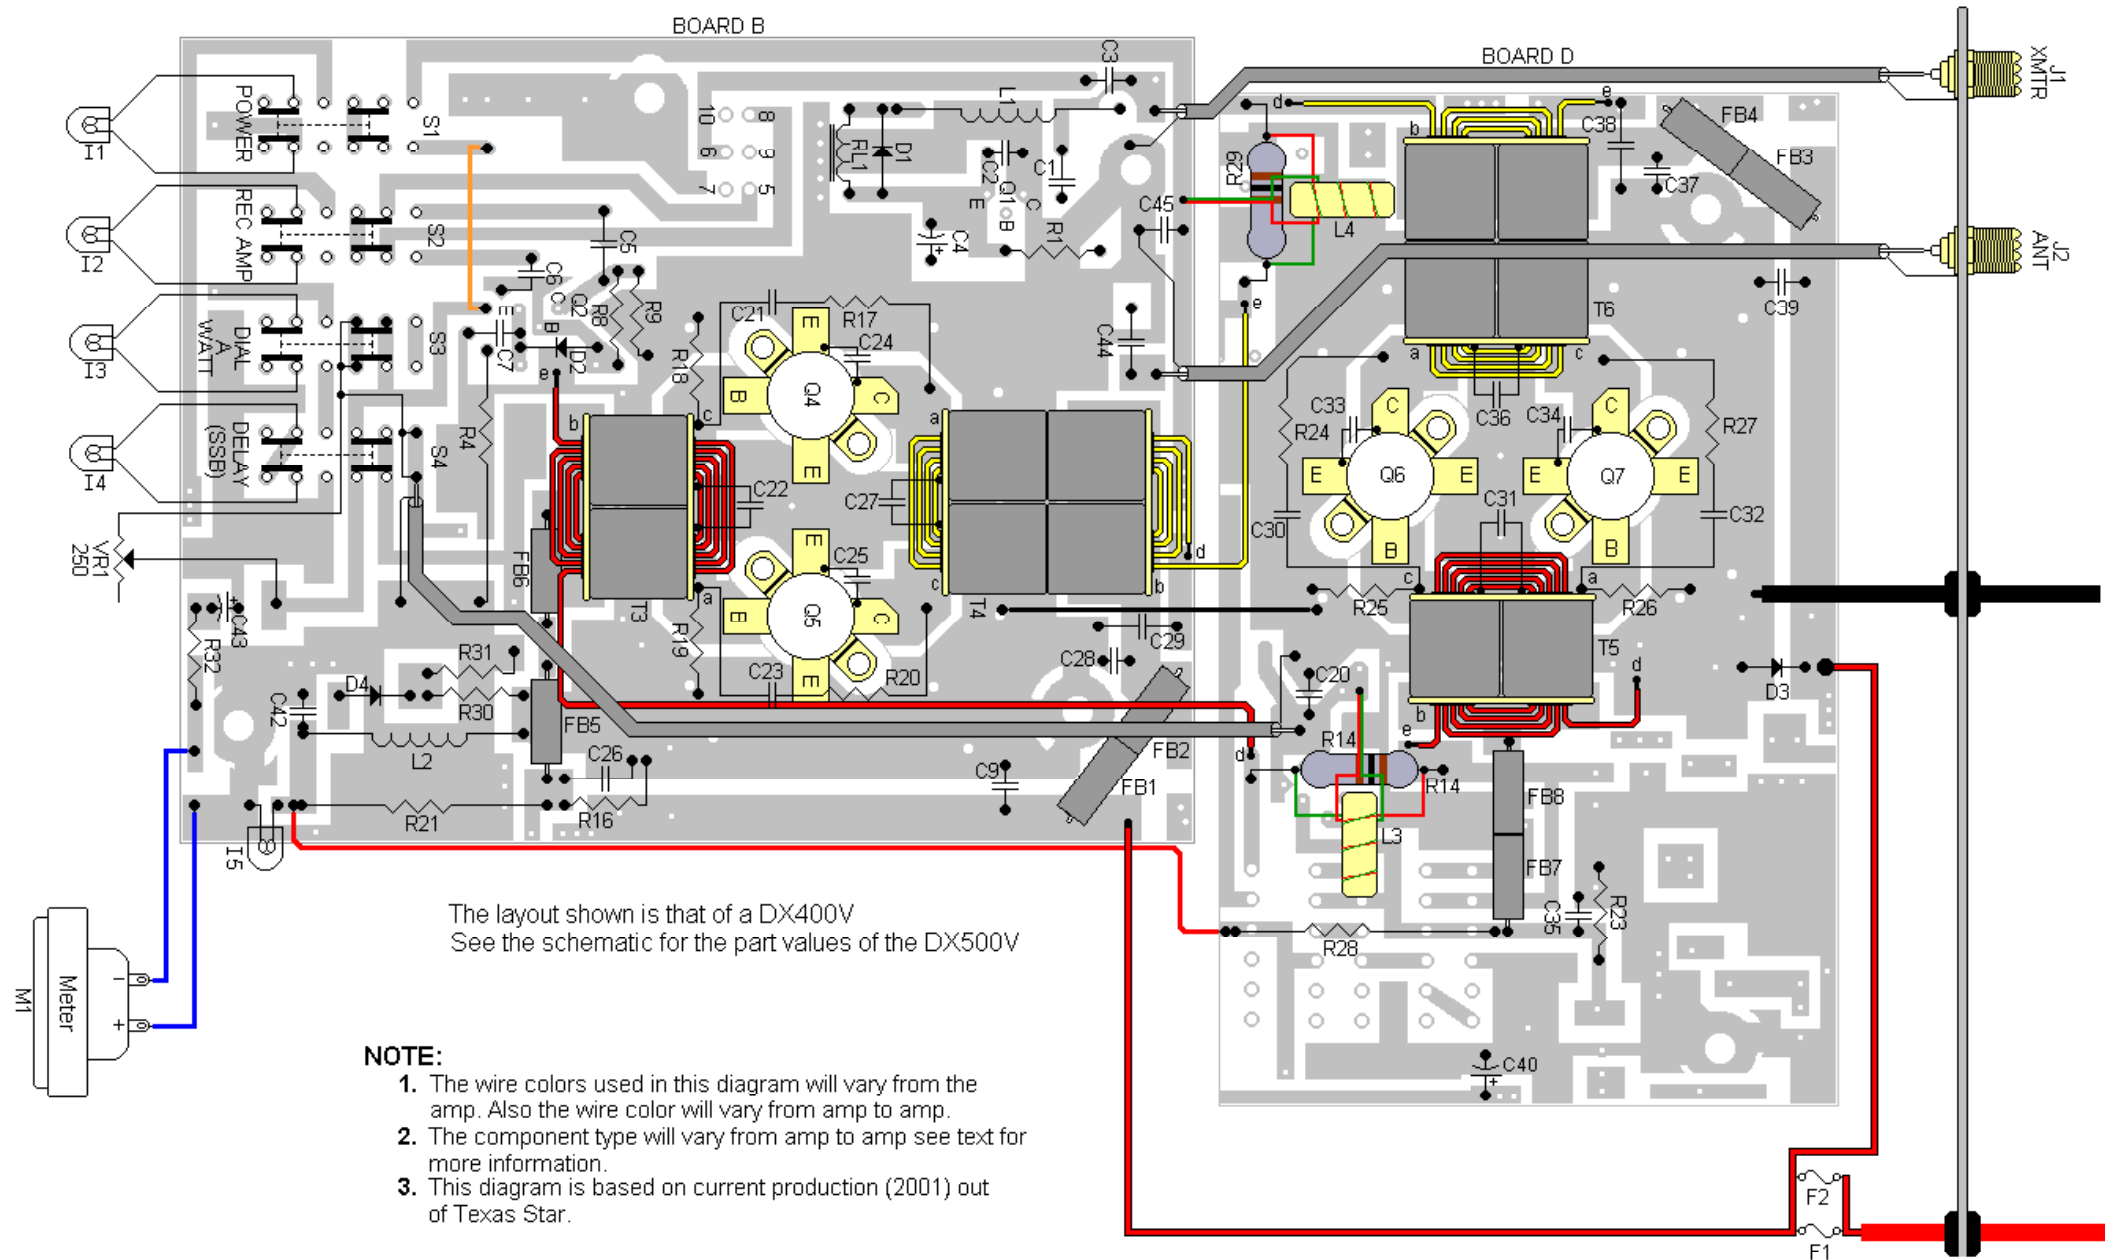 BOARD B
BOARD D
C3
J1
XMTR
L1
d
e
b
C38
FB4
POWER
S1
I1
10
8
6
9
7
5
RL1
D1
C2
C1
Q1
E
C
B
R29
FB3
C37
REC AMP
S2
I2
C5
C4
R1
C45
L4
J2
ANT
C6
C
Q2
E
B
R8
R9
C21
R17
E
C24
e
T6
C39
DIAL
A
WATT
S3
I3
C7
D2
R18
C44
a
c
e
B
Q4
C
E
C36
C33
C
C34
C
R24
R27
DELAY
(SSB)
S4
I4
R4
b
c
a
E
Q6
E
E
Q7
E
C22
C27
C30
C31
C32
B
B
VR1
250
FB6
E
C25
d
c
b
c
a
T3
a
E
Q5
C
E
T4
R25
R26
C43
R32
R19
C29
T5
R31
C28
D4
C23
R20
C20
d
D3
C42
R30
FB5
b
L2
C26
FB2
R14
e
d
C9
FB1
R14
FB8
R21
R16
L3
I5
FB7
The layout shown is that of a DX400V
See the schematic for the part values of the DX500V
C35
R23
R28
Meter
M1
−
+
NOTE:
1. The wire colors used in this diagram will vary from the
amp. Also the wire color will vary from amp to amp.
2. The component type will vary from amp to amp see text for
more information.
3. This diagram is based on current production (2001) out
of Texas Star.
C40
+
F2
F1